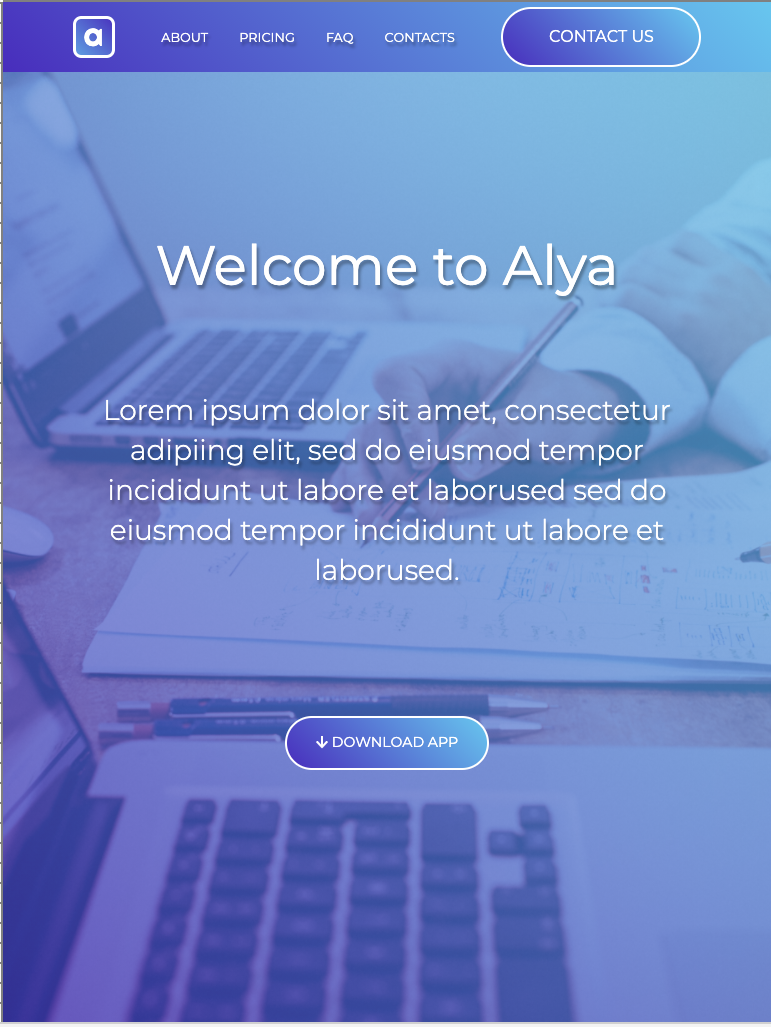 a
ABOUT PRICING FAQ CONTACTS CONTACT US
Welcome to Alya
Lorem ipsum dolor sit amet, consectetur
adipiing elit, sed do eiusmod tempor
incididunt ut labore et laborused sed do
eiusmod tempor incididunt ut labore et
laborused.
DOWNLOAD APP